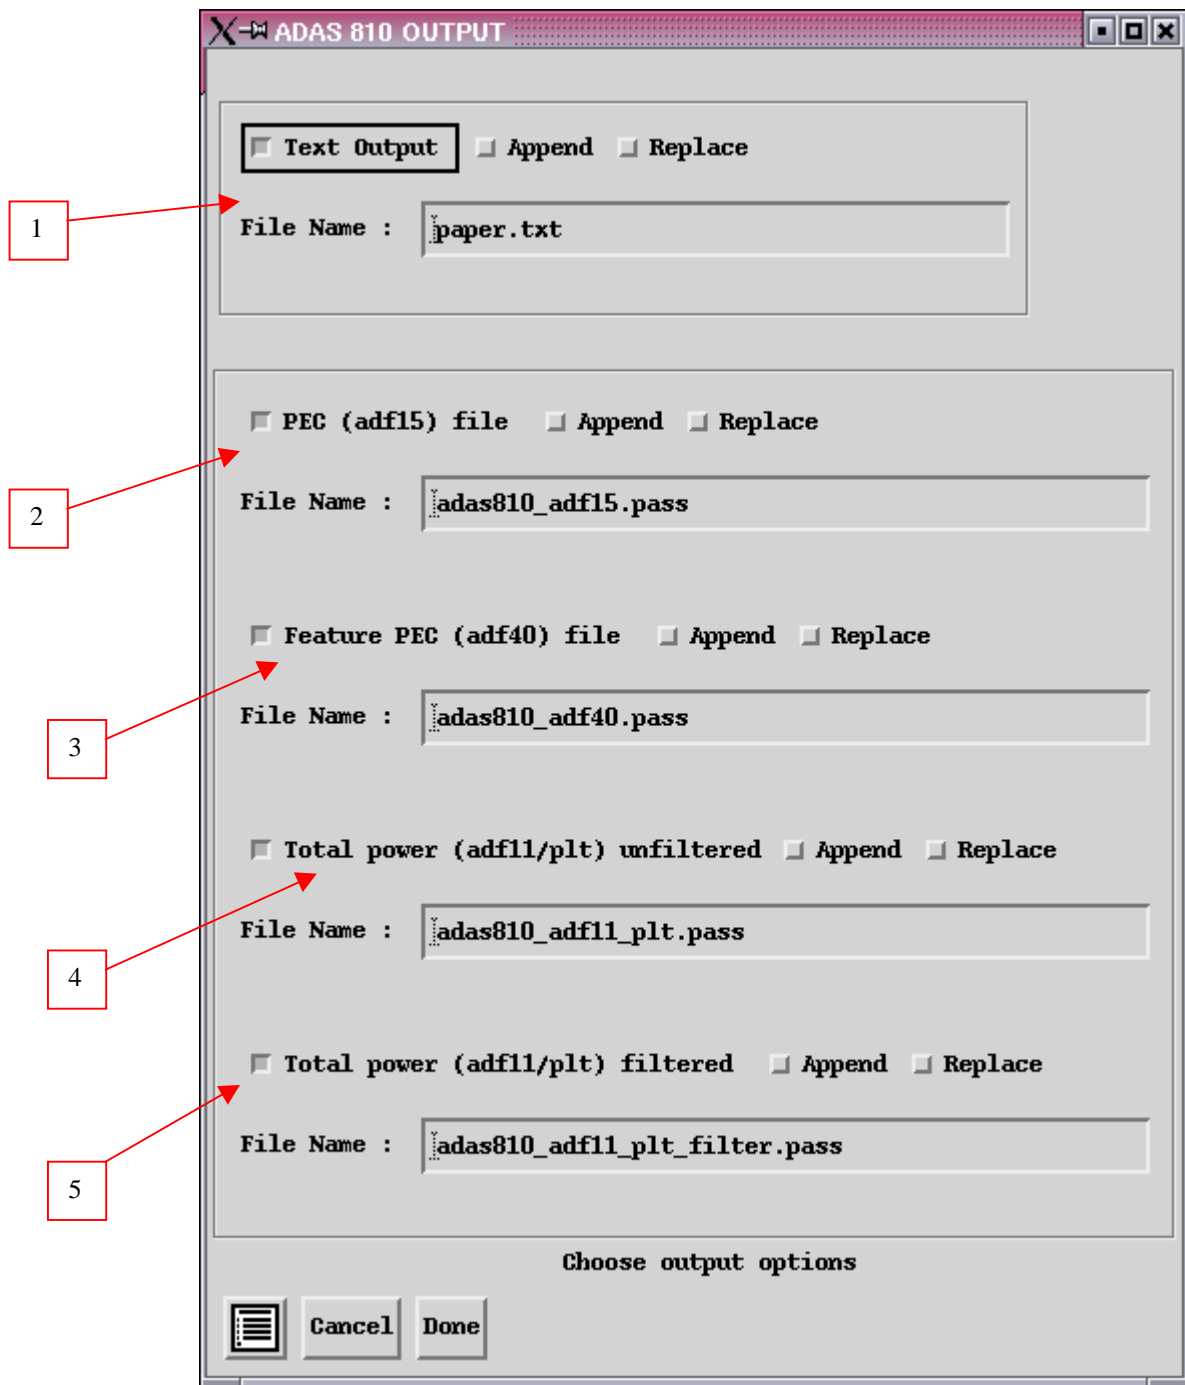 ADAS 810 OUTPUT
Text Output Append Replace
1
File Name : paper.txt
PEC (adf15) file Append Replace
2
File Name : adas810_adf15.pass
Feature PEC (adf40) file Append Replace
3
File Name : adas810_adf40.pass
Total power (adf11/plt) unfiltered Append Replace
4
File Name : adas810_adf11_plt.pass
Total power (adf11/plt) filtered Append Replace
5
File Name : adas810_adf11_plt_filter.pass
Choose output options
Cancel Done